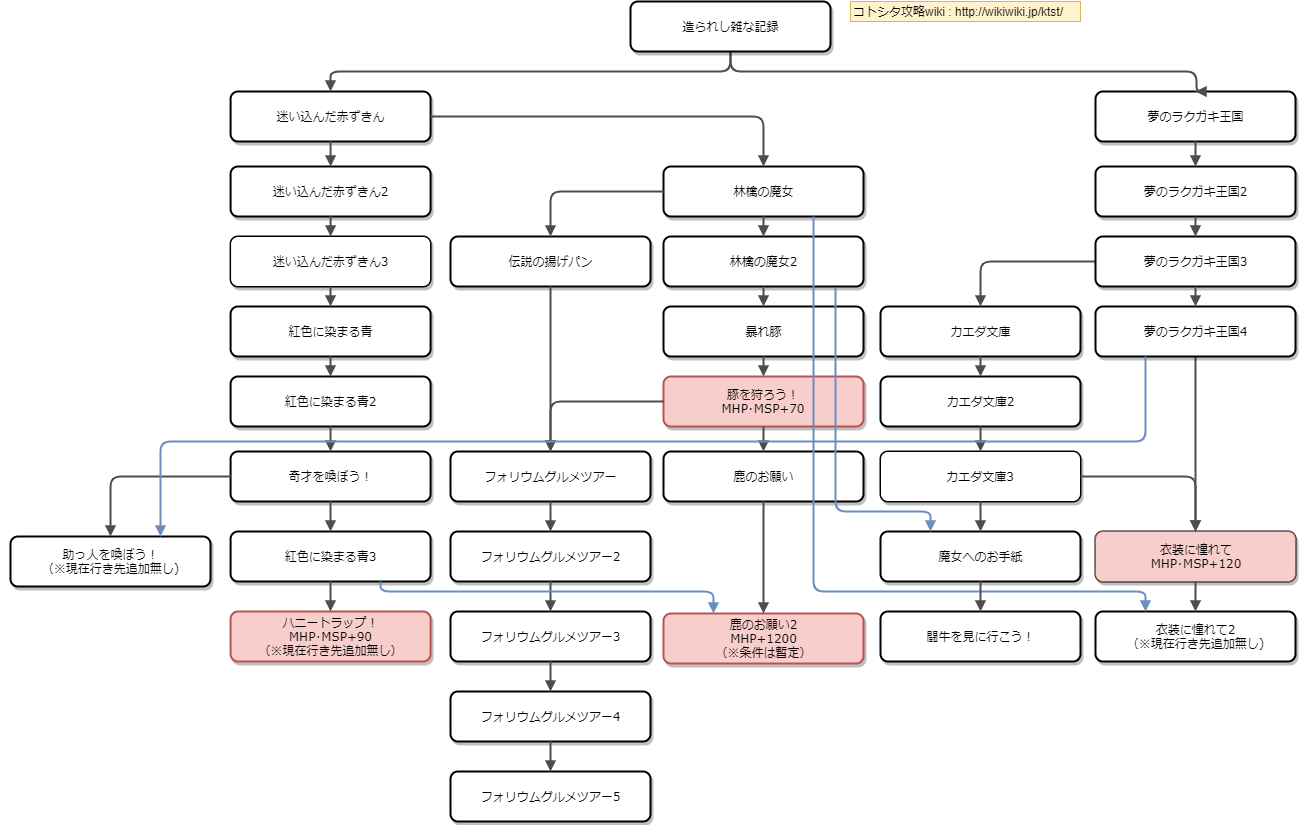 造られし雑な記録
コトシタ攻略wiki : http://wikiwiki.jp/ktst/
迷い込んだ赤ずきん
夢のラクガキ王国
迷い込んだ赤ずきん2
林檎の魔女
夢のラクガキ王国2
迷い込んだ赤ずきん3
伝説の揚げパン
林檎の魔女2
夢のラクガキ王国3
紅色に染まる青
暴れ豚
カエダ文庫
夢のラクガキ王国4
紅色に染まる青2
豚を狩ろう！
MHP･MSP+70
カエダ文庫2
奇才を喚ぼう！
フォリウムグルメツアー
鹿のお願い
カエダ文庫3
助っ人を喚ぼう！
（※現在行き先追加無し）
紅色に染まる青3
フォリウムグルメツアー2
魔女へのお手紙
衣装に憧れて
MHP･MSP+120
ハニートラップ！
MHP･MSP+90
（※現在行き先追加無し）
フォリウムグルメツアー3
鹿のお願い2
MHP+1200
（※条件は暫定）
闘牛を見に行こう！
衣装に憧れて2
（※現在行き先追加無し）
フォリウムグルメツアー4
フォリウムグルメツアー5